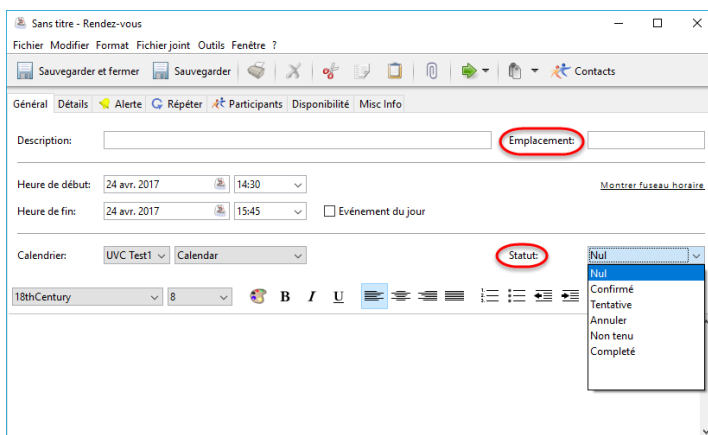 Sans titre - Rendez-vous
Fichier Modifier Format Fichier joint Outils Fenêtre ?
Sauvegarder et fermer Sauvegarder Contacts
Général Détails Alerte Répéter Participants Disponibilité Misc Info
Description: Emplacement:
Heure de début: 24 avr. 2017 14:30 Montrer fuseau horaire
Heure de fin: 24 avr. 2017 15:45 Evénement du jour
Calendrier: UVC Test1 Calendar Statut: Nul
Nul
18thCentury 8 B I U Confirmé
Tentative
Annuler
Non tenu
Completé